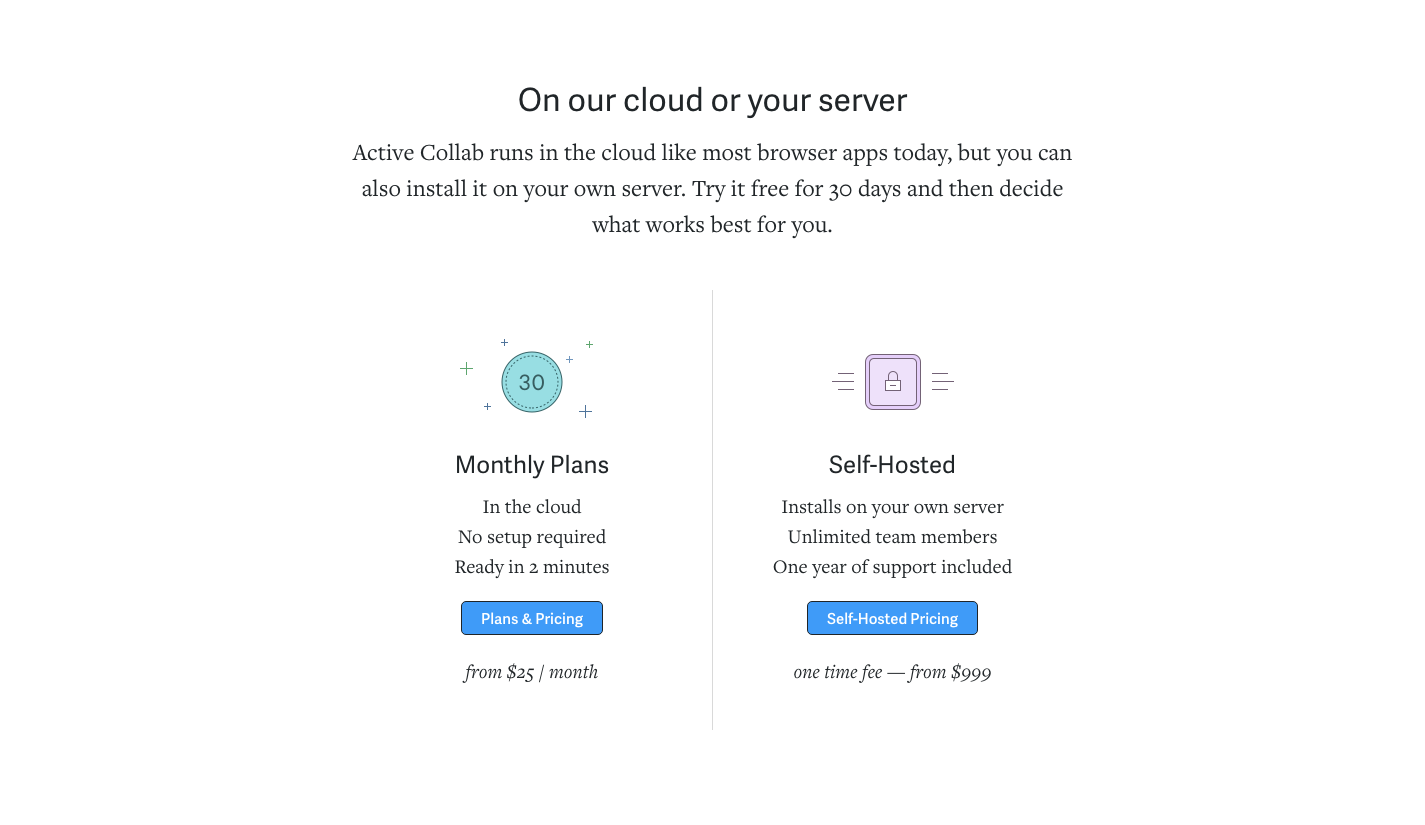 On our cloud or your server
Active Collab runs in the cloud like most browser apps today, but you can
also install it on your own server. Try it free for 30 days and then decide
what works best for you.
30
Monthly Plans
In the cloud
No setup required
Ready in 2 minutes
Plans & Pricing
from $25 / month
Self-Hosted
Installs on your own server
Unlimited team members
One year of support included
Self-Hosted Pricing
one time fee — from $999